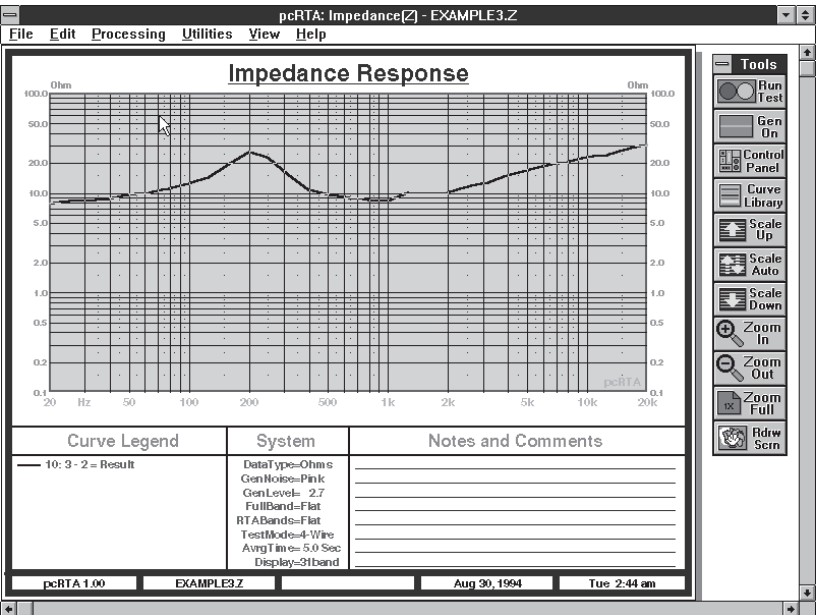 pcRTA: Impedance(Z) - EXAMPLE3.Z
File Edit Processing Utilities View Help
Impedance Response
Ohm Ohm
100.0 100.0
50.0 50.0
20.0 20.0
10.0 10.0
5.0 5.0
2.0 2.0
1.0 1.0
0.5 0.5
0.2 0.2
0.1 0.1
pcRTA
20 Hz 50 100 200 500 1k 2k 5k 10k 20k
Curve Legend
10: 3 - 2 = Result
System
DataType=Ohms
GenNoise=Pink
GenLevel= 2.7
FullBand=Flat
RTABands=Flat
TestMode=4-Wire
AvrgTime= 5.0 Sec
Display=31band
Notes and Comments
pcRTA 1.00 EXAMPLE3.Z Aug 30, 1994 Tue 2:44 am
Tools
Run
Test
Gen
On
Control
Panel
Curve
Library
Scale
Up
Scale
Auto
Scale
Down
Zoom
In
Zoom
Out
1X
Zoom
Full
Rdrw
Scrn